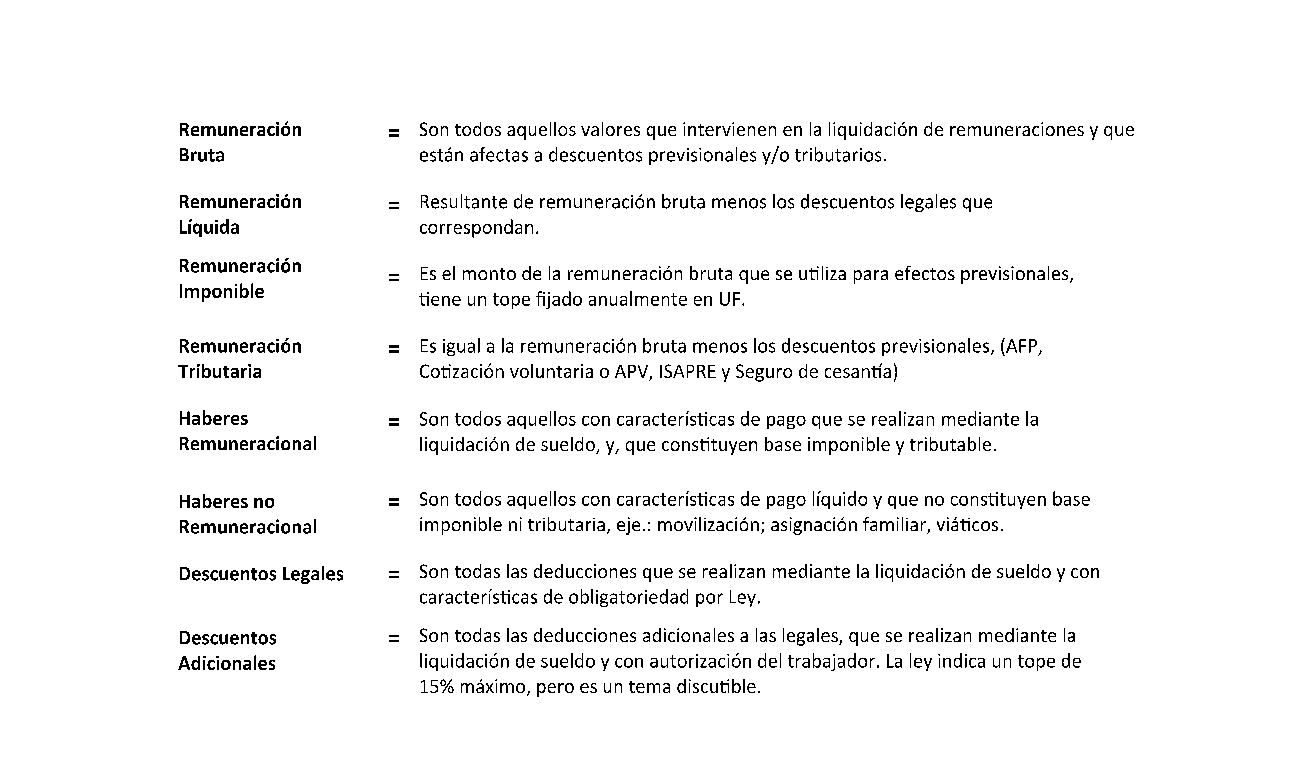 Remuneración = Son todos aquellos valores que intervienen en la liquidación de remuneraciones y que
Bruta están afectas a descuentos previsionales y/o tributarios.
Remuneración = Resultante de remuneración bruta menos los descuentos legales que
Líquida correspondan.
Remuneración
Imponible = Es el monto de la remuneración bruta que se utiliza para efectos previsionales,
tiene un tope fijado anualmente en UF.
Remuneración = Es igual a la remuneración bruta menos los descuentos previsionales, (AFP,
Tributaria Cotización voluntaria o APV, ISAPRE y Seguro de cesantía)
Haberes = Son todos aquellos con características de pago que se realizan mediante la
Remuneracional liquidación de sueldo, y, que constituyen base imponible y tributable.
Haberes no = Son todos aquellos con características de pago líquido y que no constituyen base
Remuneracional imponible ni tributaria, eje.: movilización; asignación familiar, viáticos.
Descuentos Legales = Son todas las deducciones que se realizan mediante la liquidación de sueldo y con
características de obligatoriedad por Ley.
Descuentos = Son todas las deducciones adicionales a las legales, que se realizan mediante la
Adicionales liquidación de sueldo y con autorización del trabajador. La ley indica un tope de
15% máximo, pero es un tema discutible.